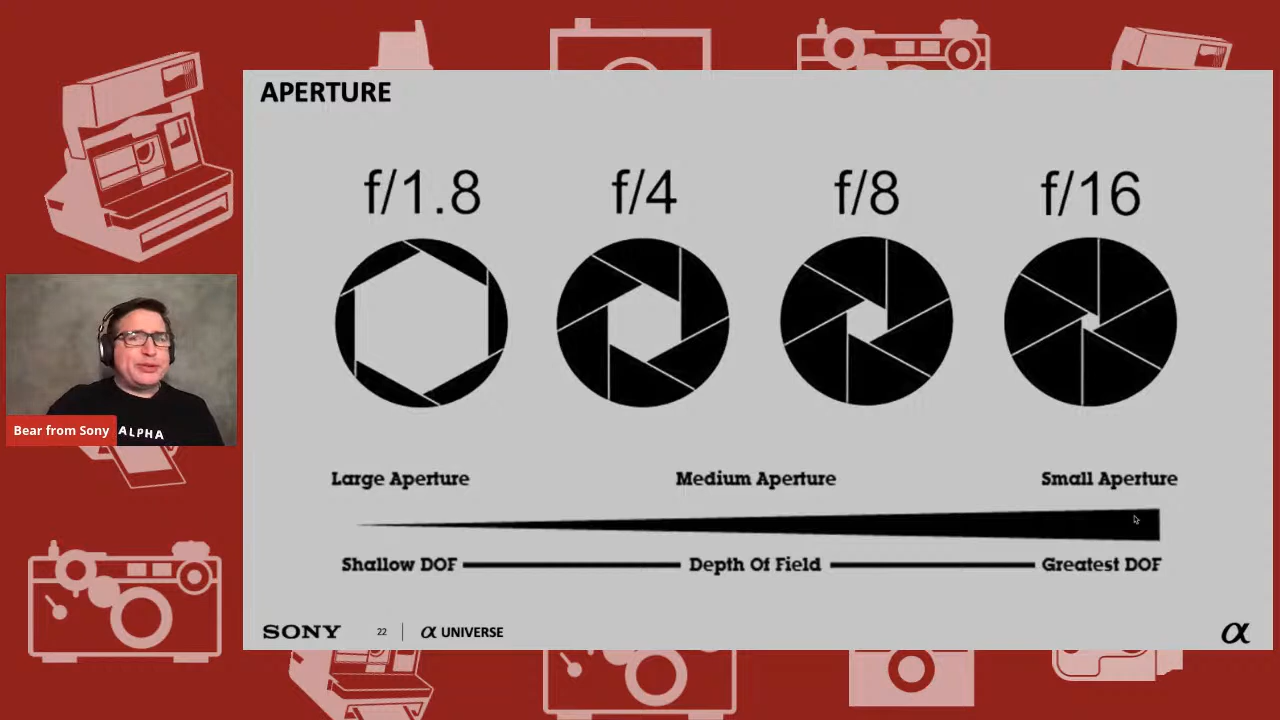 APERTURE
f/1.8 f/4 f/8 f/16
Large Aperture Medium Aperture Small Aperture
Shallow DOF Depth Of Field Greatest DOF
SONY 22 α UNIVERSE α
Bear from Sony
ALPHA